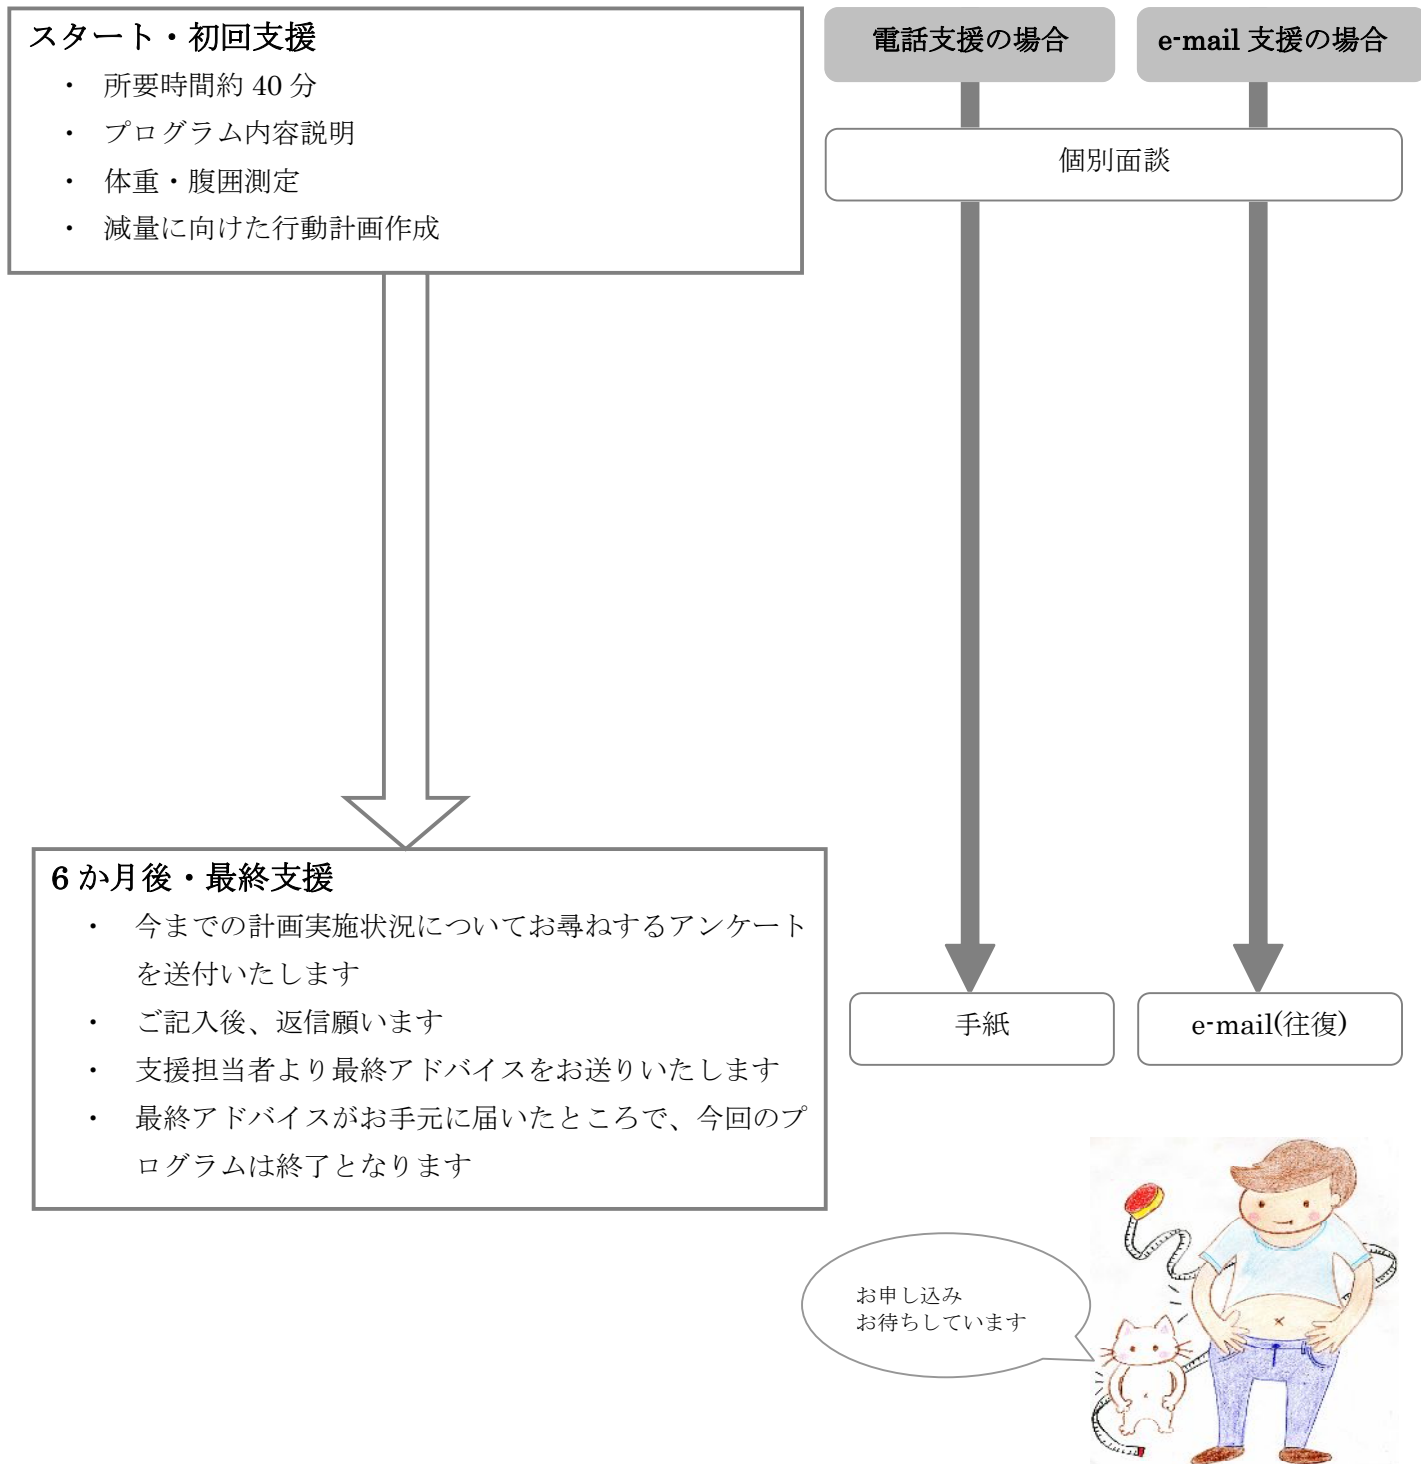 スタート・初回支援
・ 所要時間約 40 分
・ プログラム内容説明
・ 体重・腹囲測定
・ 減量に向けた行動計画作成
電話支援の場合
e-mail 支援の場合
個別面談
6 か月後・最終支援
・ 今までの計画実施状況についてお尋ねするアンケート
を送付いたします
・ ご記入後、返信願います
・ 支援担当者より最終アドバイスをお送りいたします
・ 最終アドバイスがお手元に届いたところで、今回のプ
ログラムは終了となります
手紙
e-mail(往復)
お申し込み
お待ちしています